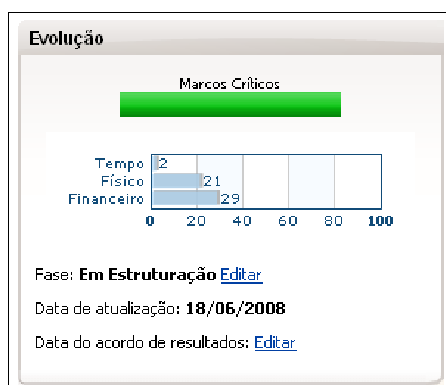 Evolução
Marcos Críticos
Tempo 2
Físico 21
Financeiro 29
0 20 40 60 80 100
Fase: Em Estruturação Editar
Data de atualização: 18/06/2008
Data do acordo de resultados: Editar